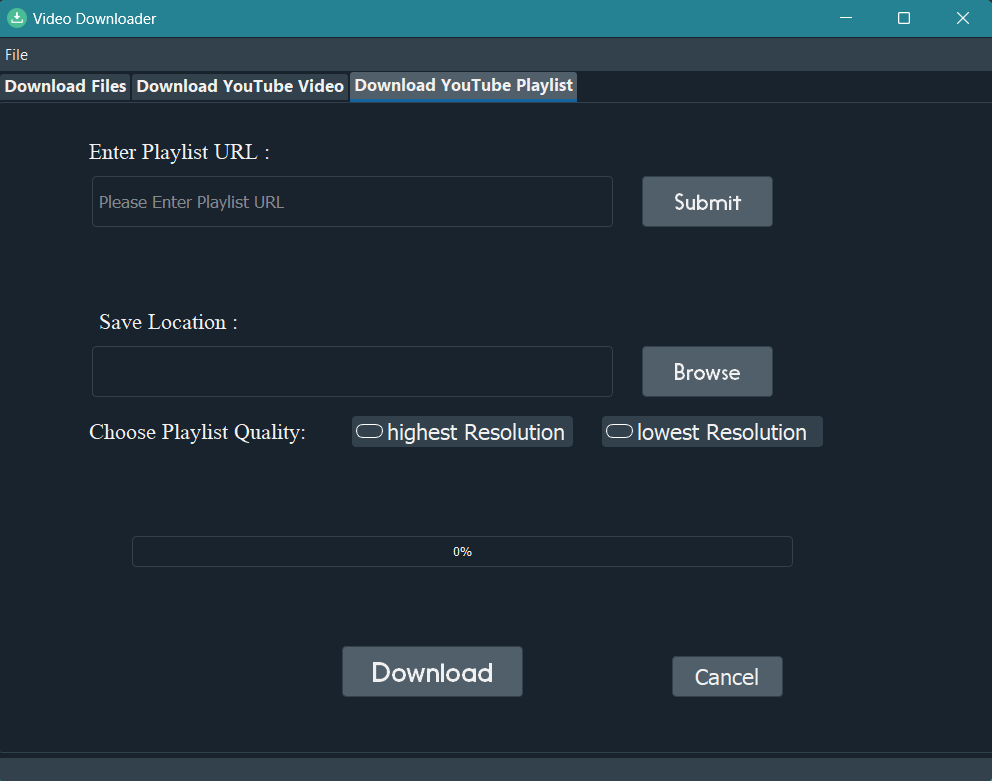 Video Downloader
File
Download Files Download YouTube Video Download YouTube Playlist
Enter Playlist URL :
Please Enter Playlist URL Submit
Save Location :
Browse
Choose Playlist Quality: highest Resolution lowest Resolution
0%
Download Cancel